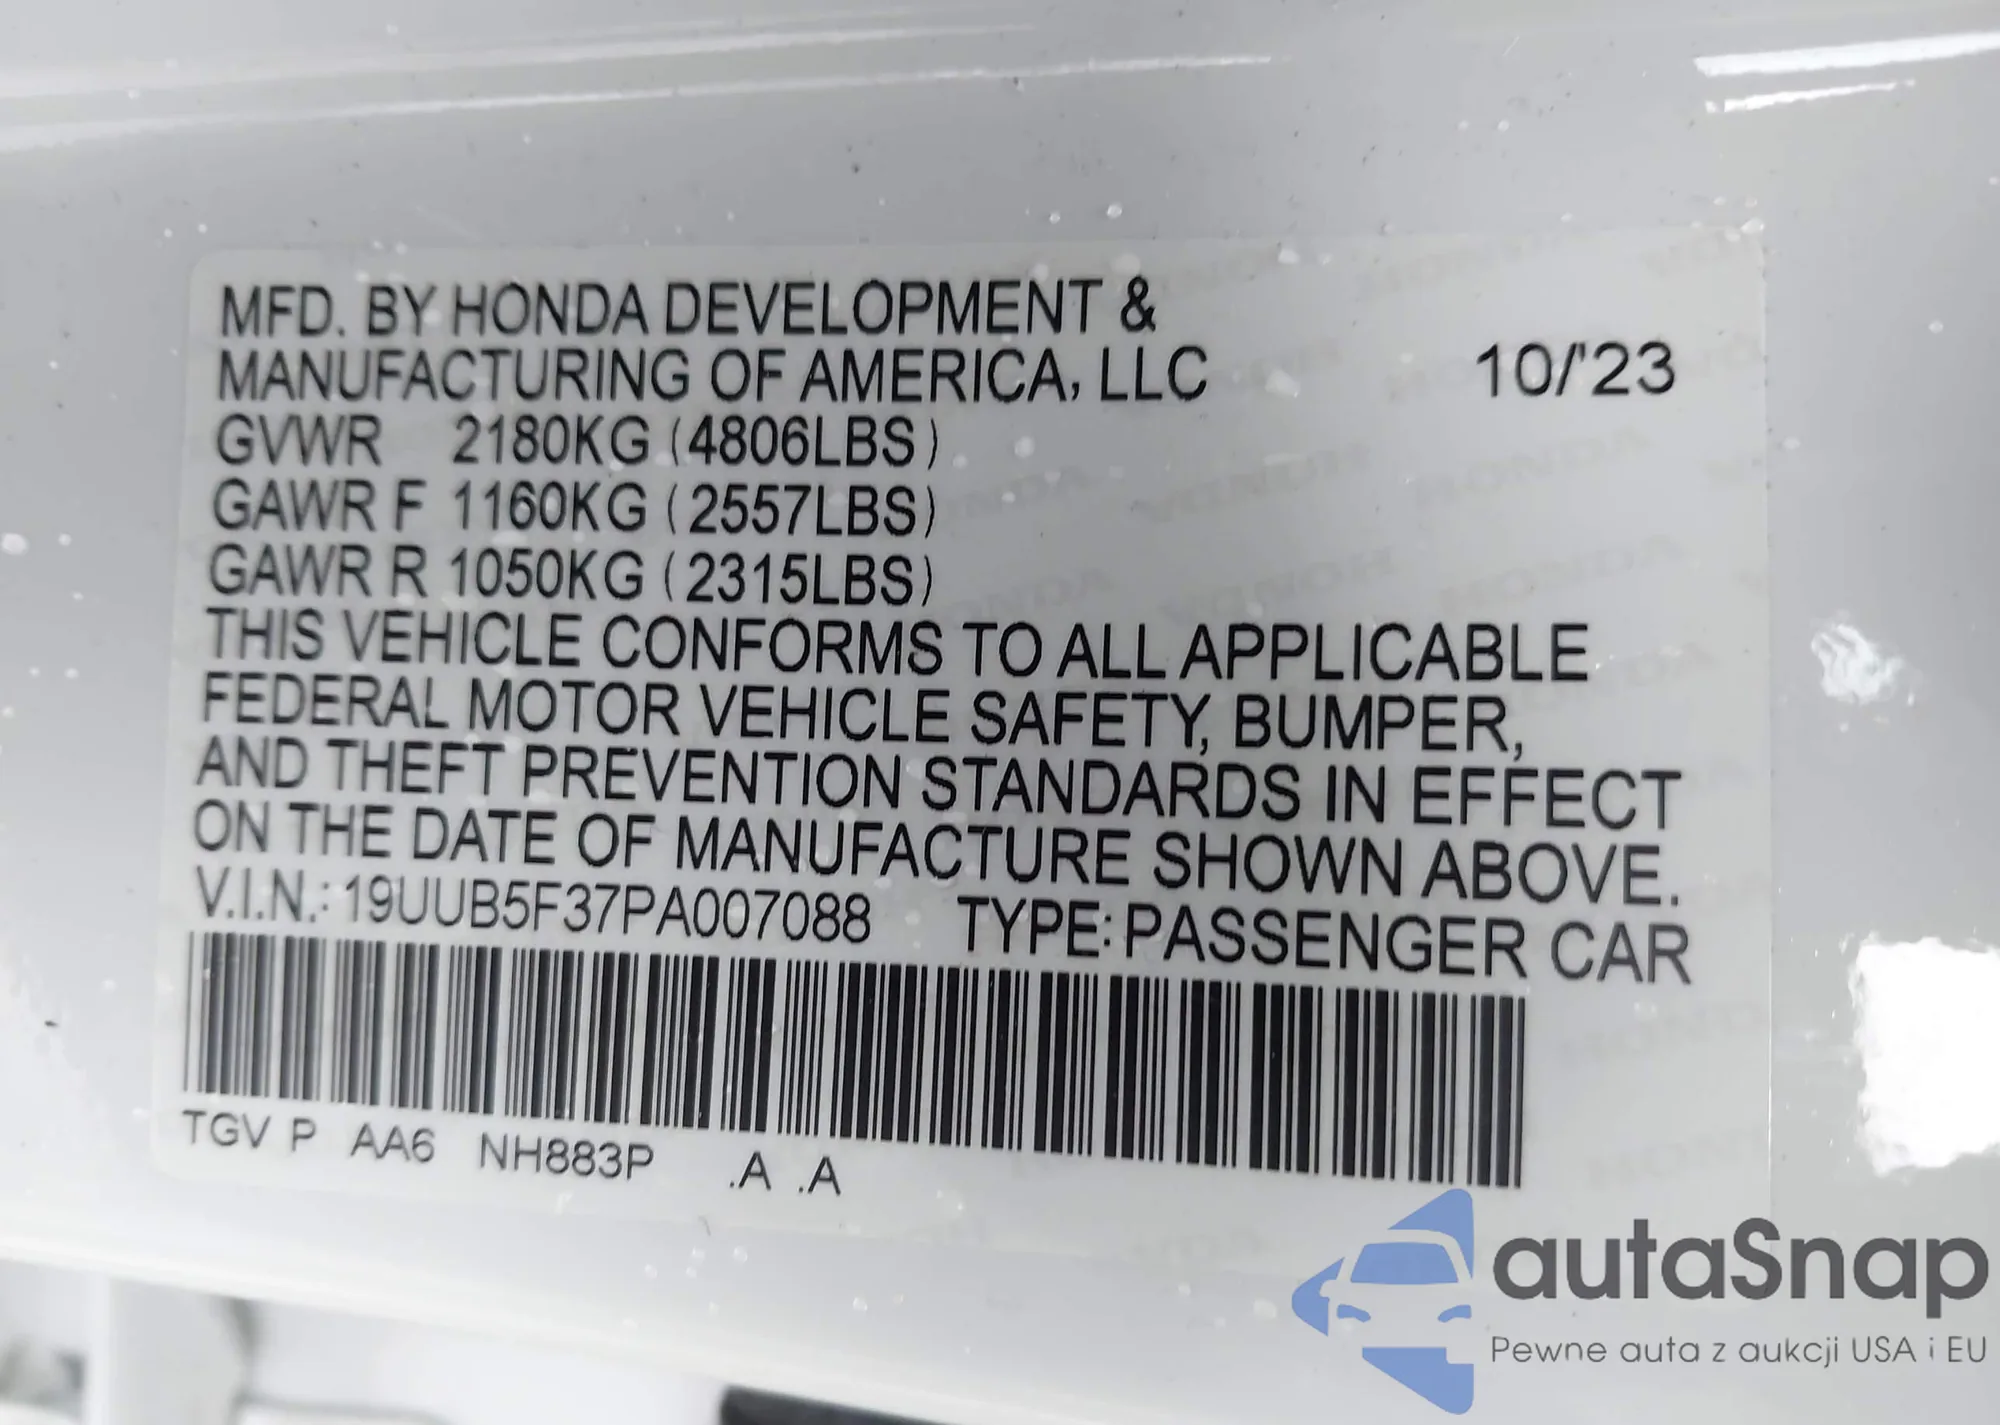 MFD. BY HONDA DEVELOPMENT &
MANUFACTURING OF AMERICA, LLC 10/'23
GVWR 2180KG (4806LBS)
GAWR F 1160KG (2557LBS)
GAWR R 1050KG (2315LBS)
THIS VEHICLE CONFORMS TO ALL APPLICABLE
FEDERAL MOTOR VEHICLE SAFETY, BUMPER,
AND THEFT PREVENTION STANDARDS IN EFFECT
ON THE DATE OF MANUFACTURE SHOWN ABOVE.
V.I.N.: 19UUB5F37PA007088 TYPE: PASSENGER CAR
TGV P AA6 NH883P .A .A
autaSnap
Pewne auta z aukcji USA i EU